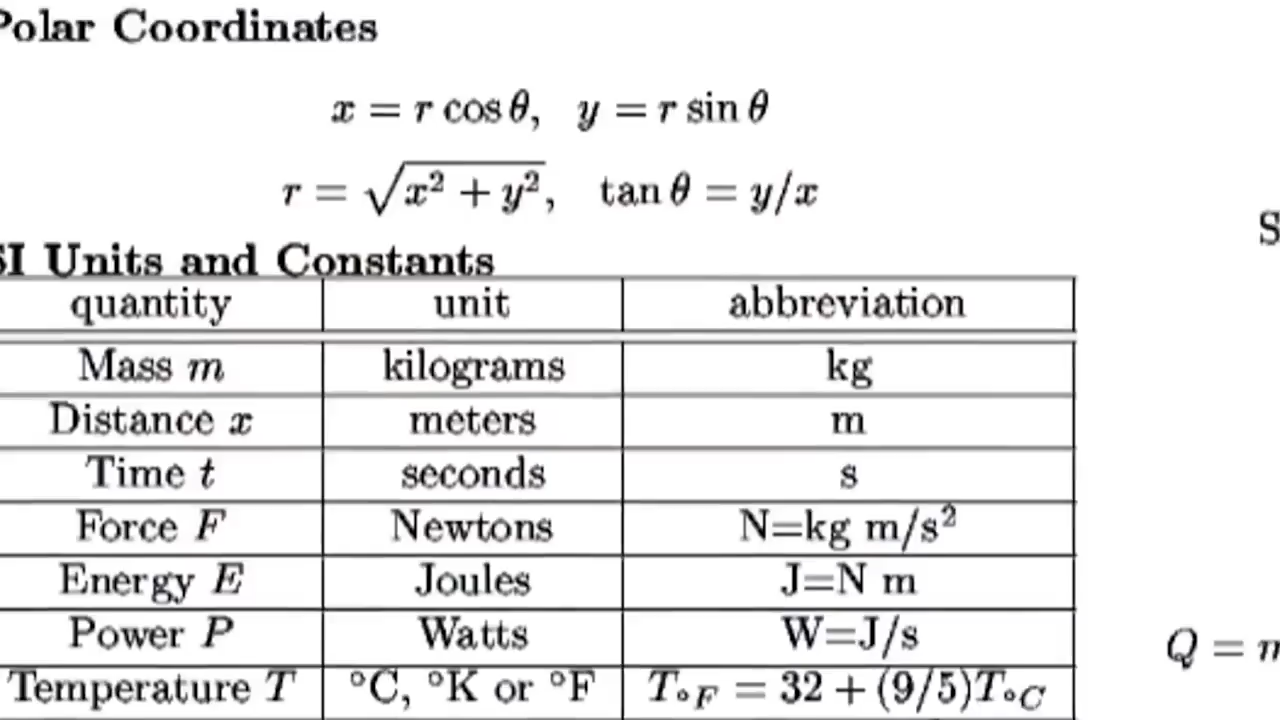 Polar Coordinates
x = r cos θ, y = r sin θ
r = √(x² + y²), tan θ = y/x
S
SI Units and Constants
quantity unit abbreviation
Mass m kilograms kg
Distance x meters m
Time t seconds s
Force F Newtons N=kg m/s²
Energy E Joules J=N m
Power P Watts W=J/s
Q = m
Temperature T °C, °K or °F T°F = 32 + (9/5)T°C